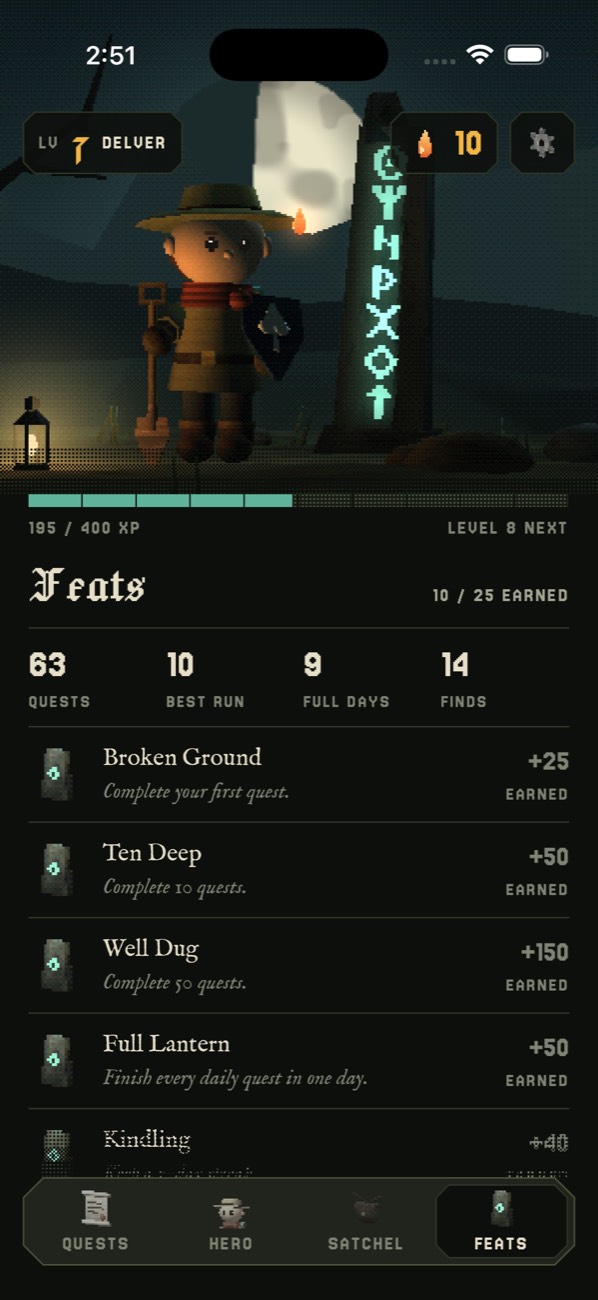 2:51
LV 7 DELVER
10
195 / 400 XP
LEVEL 8 NEXT
Feats
10 / 25 EARNED
63
QUESTS
10
BEST RUN
9
FULL DAYS
14
FINDS
Broken Ground
+25
Complete your first quest.
EARNED
Ten Deep
+50
Complete 10 quests.
EARNED
Well Dug
+150
Complete 50 quests.
EARNED
Full Lantern
+50
Finish every daily quest in one day.
EARNED
Kindling
+40
QUESTS
HERO
SATCHEL
FEATS